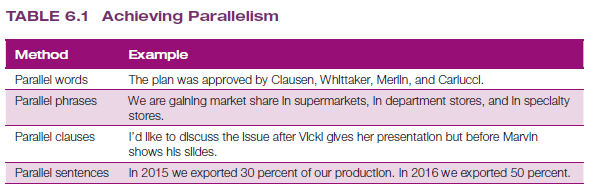 TABLE 6.1 Achieving Parallelism
Method Example
Parallel words The plan was approved by Clausen, Whittaker, Merlin, and Carlucci.
Parallel phrases We are gaining market share in supermarkets, in department stores, and in specialty
stores.
Parallel clauses I'd like to discuss the issue after Vicki gives her presentation but before Marvin
shows his slides.
Parallel sentences In 2015 we exported 30 percent of our production. In 2016 we exported 50 percent.